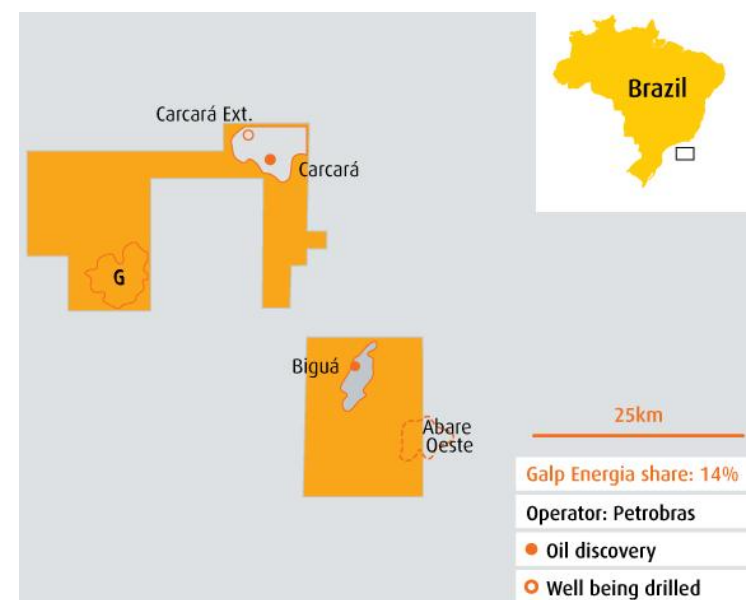 Brazil
Carcará Ext.
Carcará
G
Biguá
Abare
Oeste
25km
Galp Energia share: 14%
Operator: Petrobras
Oil discovery
Well being drilled